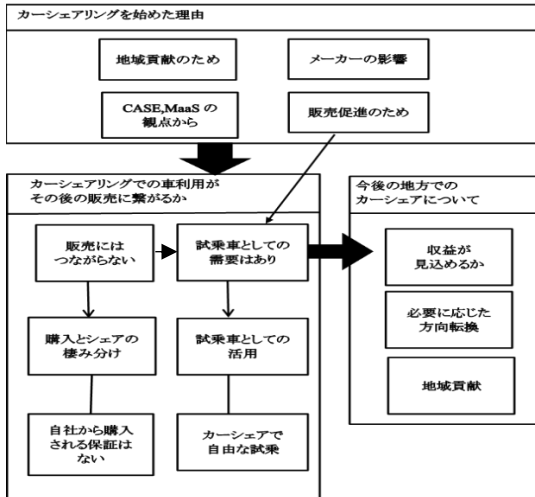 カーシェアリングを始めた理由
地域貢献のため
メーカーの影響
CASE,MaaS の
観点から
販売促進のため
カーシェアリングでの車利用が
その後の販売に繋がるか
今後の地方での
カーシェアについて
販売には
つながらない
試乗車としての
需要はあり
収益が
見込めるか
購入とシェアの
棲み分け
試乗車としての
活用
必要に応じた
方向転換
地域貢献
自社から購入
される保証は
ない
カーシェアで
自由な試乗